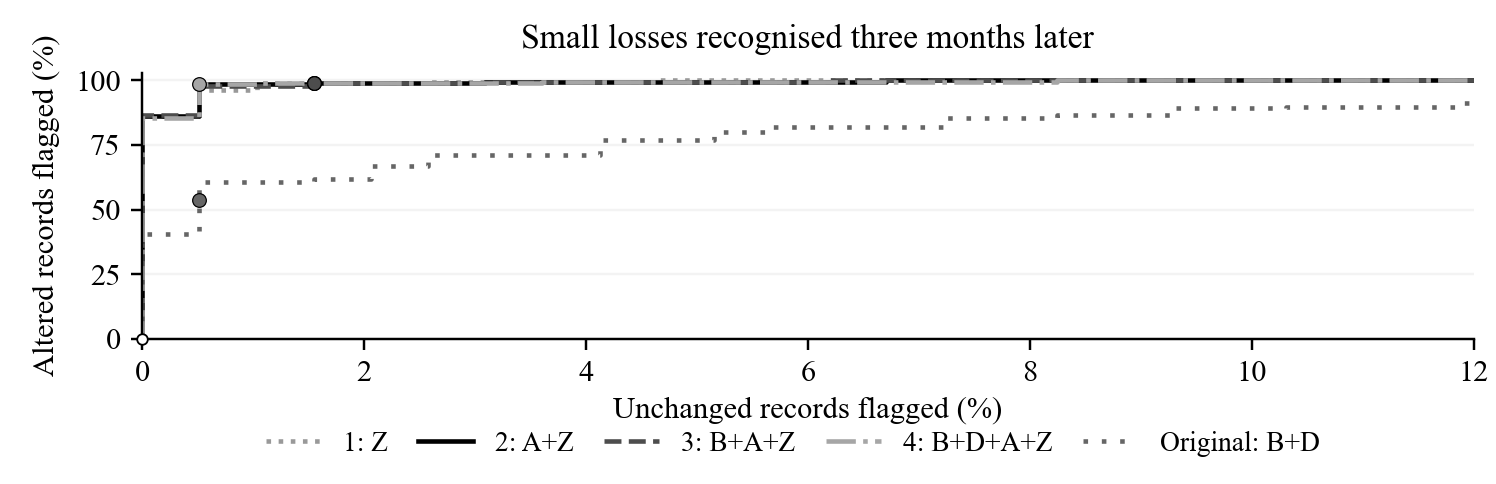 Small losses recognised three months later
Altered records flagged (%)
100
75
50
25
0
0 2 4 6 8 10 12
Unchanged records flagged (%)
1: Z 2: A+Z 3: B+A+Z 4: B+D+A+Z Original: B+D